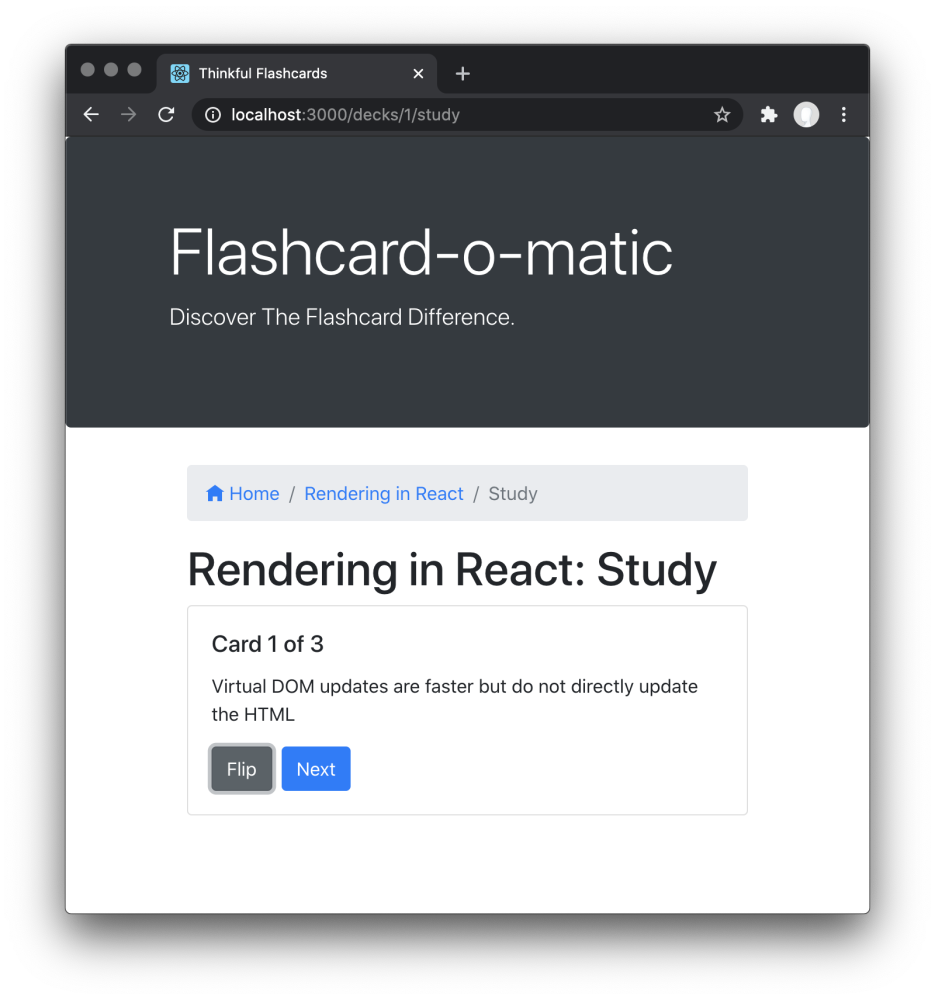 Thinkful Flashcards
localhost:3000/decks/1/study
Flashcard-o-matic
Discover The Flashcard Difference.
Home / Rendering in React / Study
Rendering in React: Study
Card 1 of 3
Virtual DOM updates are faster but do not directly update
the HTML
Flip Next